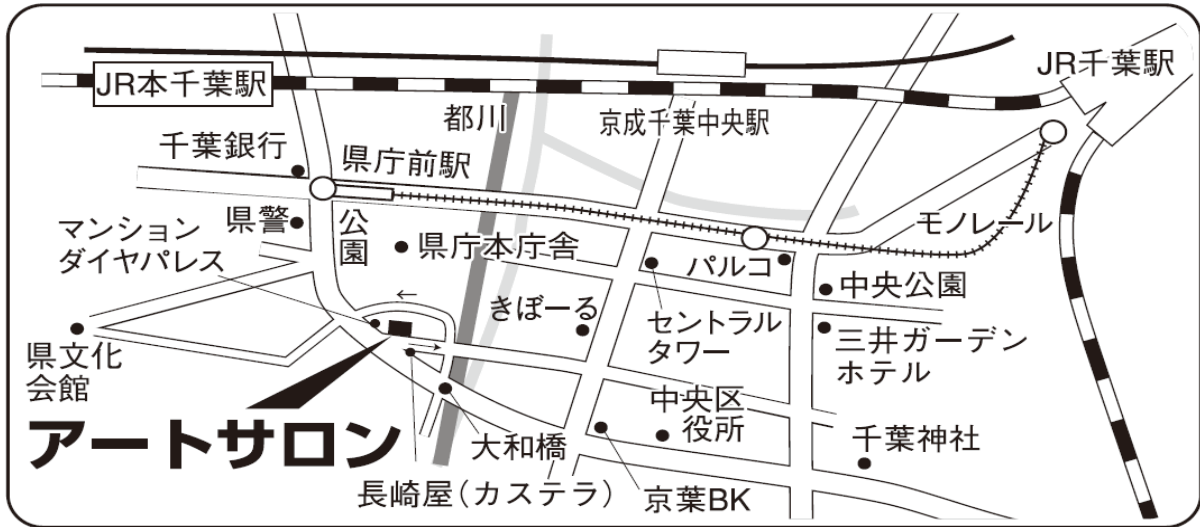 JR本千葉駅
JR千葉駅
都川
京成千葉中央駅
千葉銀行
県庁前駅
県警
公園
マンション
ダイヤパレス
県庁本庁舎
モノレール
パルコ
中央公園
←
きぼーる
セントラル
タワー
三井ガーデン
ホテル
→
県文化
会館
アートサロン
中央区
役所
大和橋
千葉神社
長崎屋(カステラ)
京葉BK